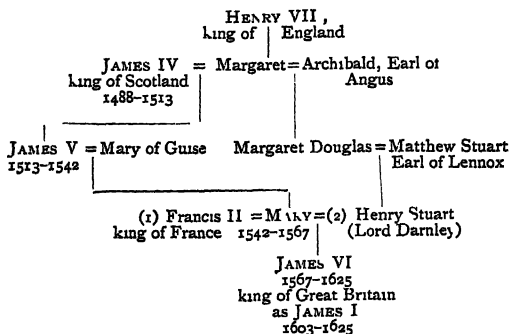 HENRY VII,
king of England
JAMES IV = Margaret = Archibald, Earl of
king of Scotland Angus
1488-1513
JAMES V = Mary of Guise Margaret Douglas = Matthew Stuart
1513-1542 Earl of Lennox
(1) Francis II = MARY = (2) Henry Stuart
king of France 1542-1567 (Lord Darnley)
JAMES VI
1567-1625
king of Great Britain
as JAMES I
1603-1625